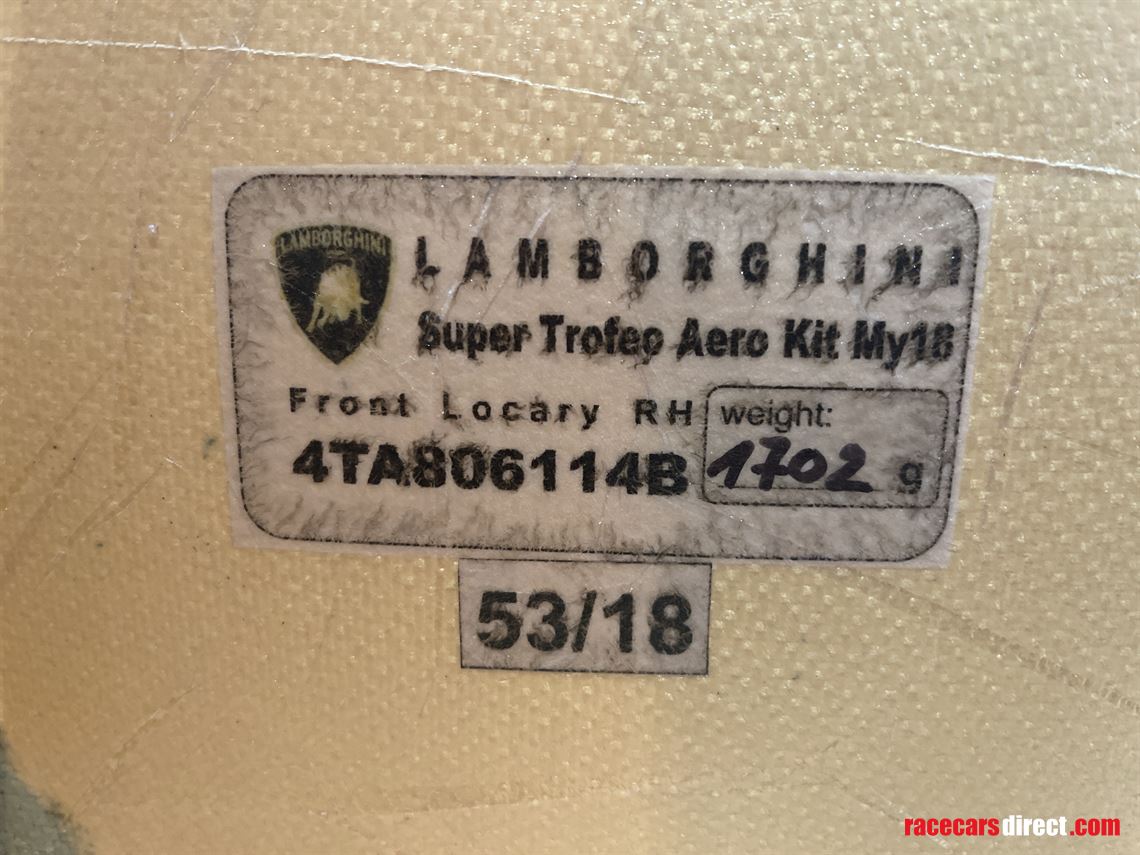 LAMBORGHINI
LAMBORGHINI
Super Trofeo Aero Kit My18
Front Locary RH
weight:
4TA806114B
1702 g
53/18
racecarsdirect.com